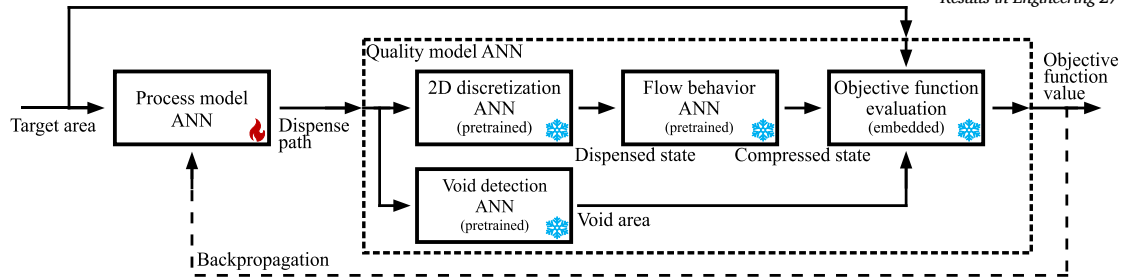 Results in Engineering 27
Quality model ANN
Objective
function
value
Target area
Process model
ANN
Dispense
path
2D discretization
ANN
(pretrained)
Dispensed state
Flow behavior
ANN
(pretrained)
Compressed state
Objective function
evaluation
(embedded)
Void detection
ANN
(pretrained)
Void area
Backpropagation